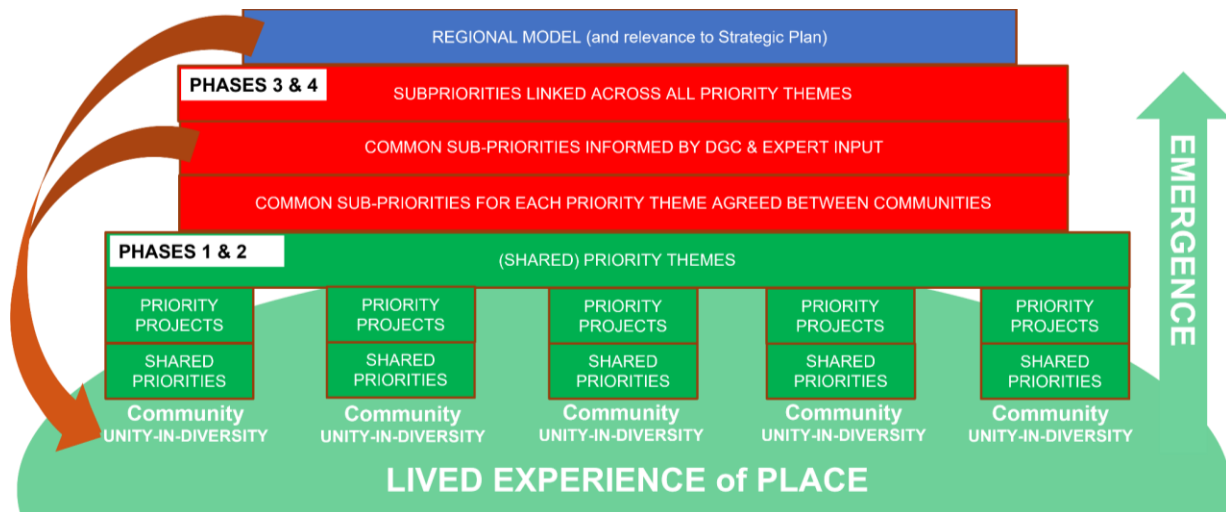 REGIONAL MODEL (and relevance to Strategic Plan)
PHASES 3 & 4
SUBPRIORITIES LINKED ACROSS ALL PRIORITY THEMES
COMMON SUB-PRIORITIES INFORMED BY DGC & EXPERT INPUT
COMMON SUB-PRIORITIES FOR EACH PRIORITY THEME AGREED BETWEEN COMMUNITIES
PHASES 1 & 2
(SHARED) PRIORITY THEMES
PRIORITY
PROJECTS
SHARED
PRIORITIES
Community
UNITY-IN-DIVERSITY
PRIORITY
PROJECTS
SHARED
PRIORITIES
Community
UNITY-IN-DIVERSITY
PRIORITY
PROJECTS
SHARED
PRIORITIES
Community
UNITY-IN-DIVERSITY
PRIORITY
PROJECTS
SHARED
PRIORITIES
Community
UNITY-IN-DIVERSITY
PRIORITY
PROJECTS
SHARED
PRIORITIES
Community
UNITY-IN-DIVERSITY
LIVED EXPERIENCE of PLACE
EMERGENCE